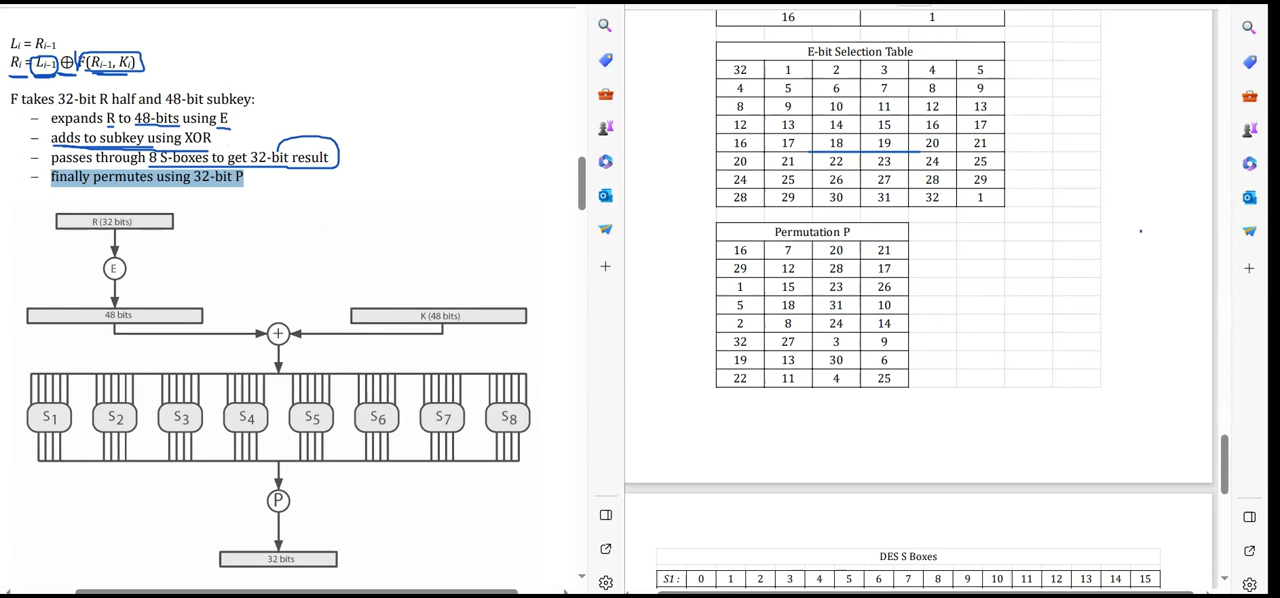 Lᵢ = Rᵢ₋₁
Rᵢ = Lᵢ₋₁ ⊕ F(Rᵢ₋₁, Kᵢ)
F takes 32-bit R half and 48-bit subkey:
– expands R to 48-bits using E
– adds to subkey using XOR
– passes through 8 S-boxes to get 32-bit result
– finally permutes using 32-bit P
R (32 bits)
E
48 bits
K (48 bits)
+
S₁ S₂ S₃ S₄ S₅ S₆ S₇ S₈
P
32 bits
16 1
E-bit Selection Table
32 1 2 3 4 5
4 5 6 7 8 9
8 9 10 11 12 13
12 13 14 15 16 17
16 17 18 19 20 21
20 21 22 23 24 25
24 25 26 27 28 29
28 29 30 31 32 1
Permutation P
16 7 20 21
29 12 28 17
1 15 23 26
5 18 31 10
2 8 24 14
32 27 3 9
19 13 30 6
22 11 4 25
DES S Boxes
S1 : 0 1 2 3 4 5 6 7 8 9 10 11 12 13 14 15